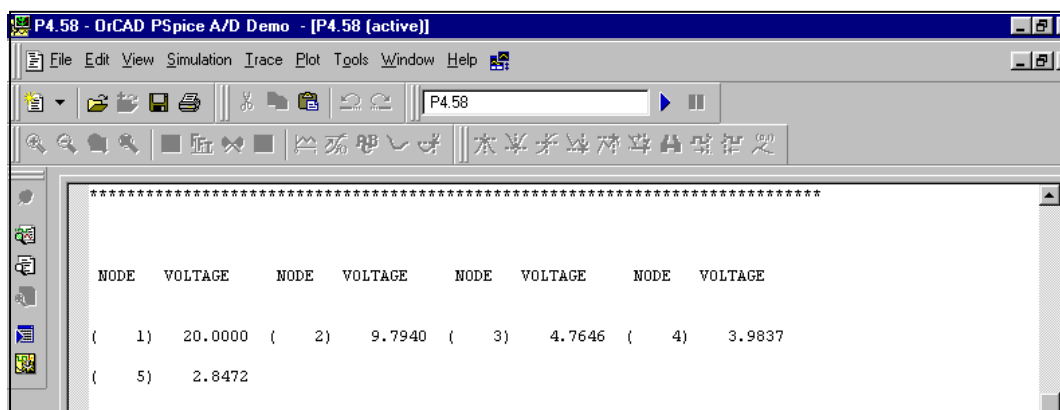 P4.58 - OrCAD PSpice A/D Demo - [P4.58 (active)]
File Edit View Simulation Trace Plot Tools Window Help
P4.58
FFT
********************************************************************************
NODE VOLTAGE NODE VOLTAGE NODE VOLTAGE NODE VOLTAGE
( 1) 20.0000 ( 2) 9.7940 ( 3) 4.7646 ( 4) 3.9837
( 5) 2.8472